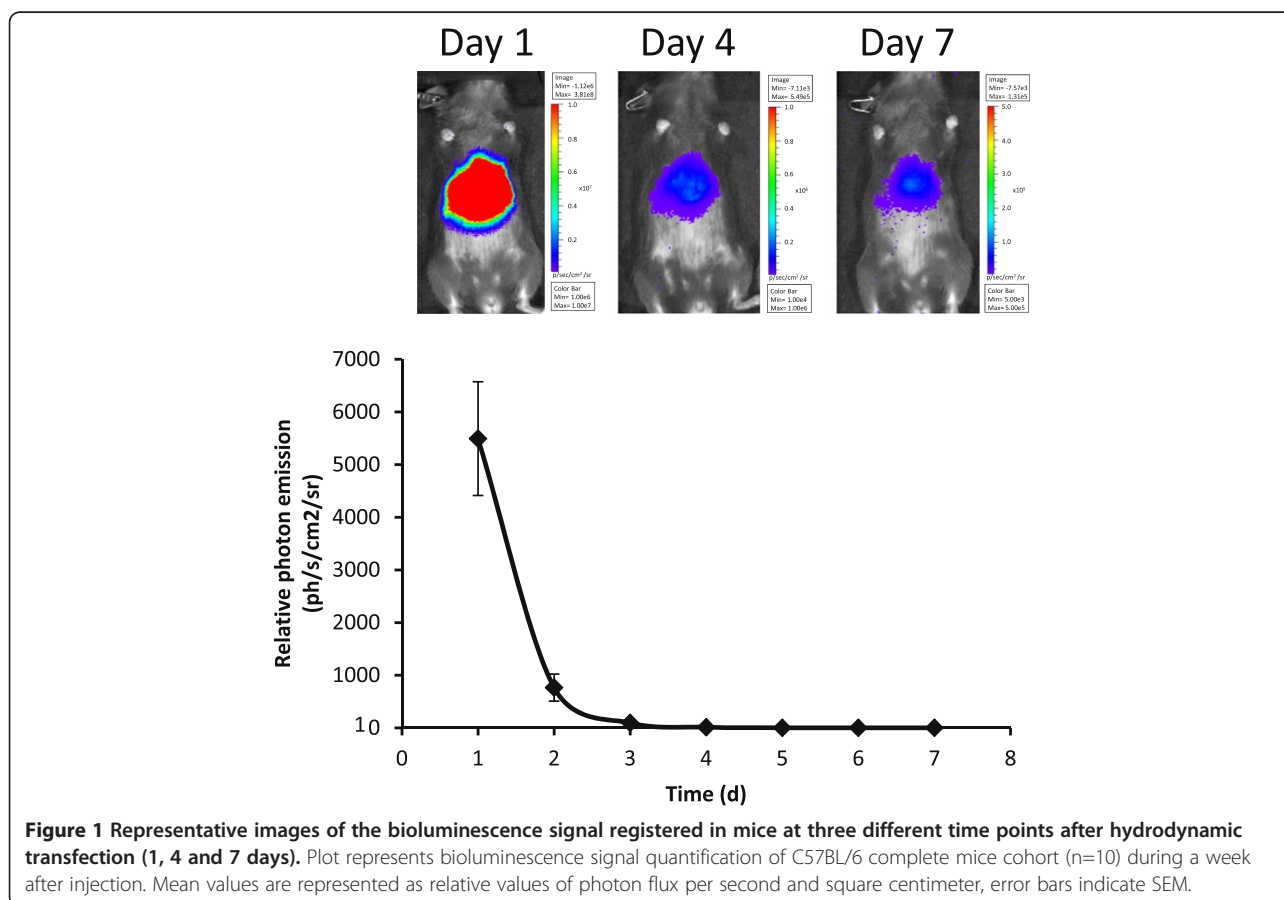 Day 1
Day 4
Day 7
Image
Min= -1.12e6
Max= 3.81e8
1.0
0.8
0.6
x10⁷
0.4
0.2
p/sec/cm² /sr
Color Bar
Min= 1.00e6
Max= 1.00e7
Image
Min= -7.11e3
Max= 5.49e5
1.0
0.8
0.6
x10⁶
0.4
0.2
p/sec/cm² /sr
Color Bar
Min= 1.00e4
Max= 1.00e6
Image
Min= -7.57e3
Max= 1.31e5
5.0
4.0
3.0
x10⁵
2.0
1.0
p/sec/cm² /sr
Color Bar
Min= 5.00e3
Max= 5.00e5
Relative photon emission
(ph/s/cm2/sr)
7000
6000
5000
4000
3000
2000
1000
10
0 1 2 3 4 5 6 7 8
Time (d)
Figure 1 Representative images of the bioluminescence signal registered in mice at three different time points after hydrodynamic
transfection (1, 4 and 7 days). Plot represents bioluminescence signal quantification of C57BL/6 complete mice cohort (n=10) during a week
after injection. Mean values are represented as relative values of photon flux per second and square centimeter, error bars indicate SEM.